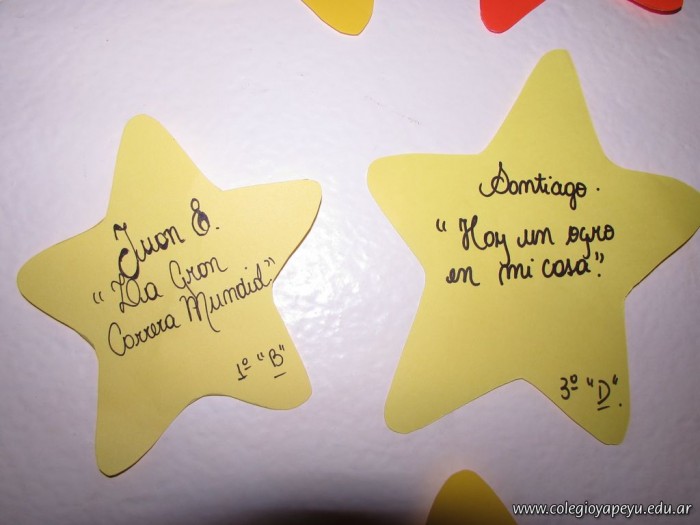 Juan E.
"La Gran
Carrera Mundial"
1º "B"
Santiago.
"Hay un ogro
en mi casa".
3º "D".
www.colegioyapeyu.edu.ar